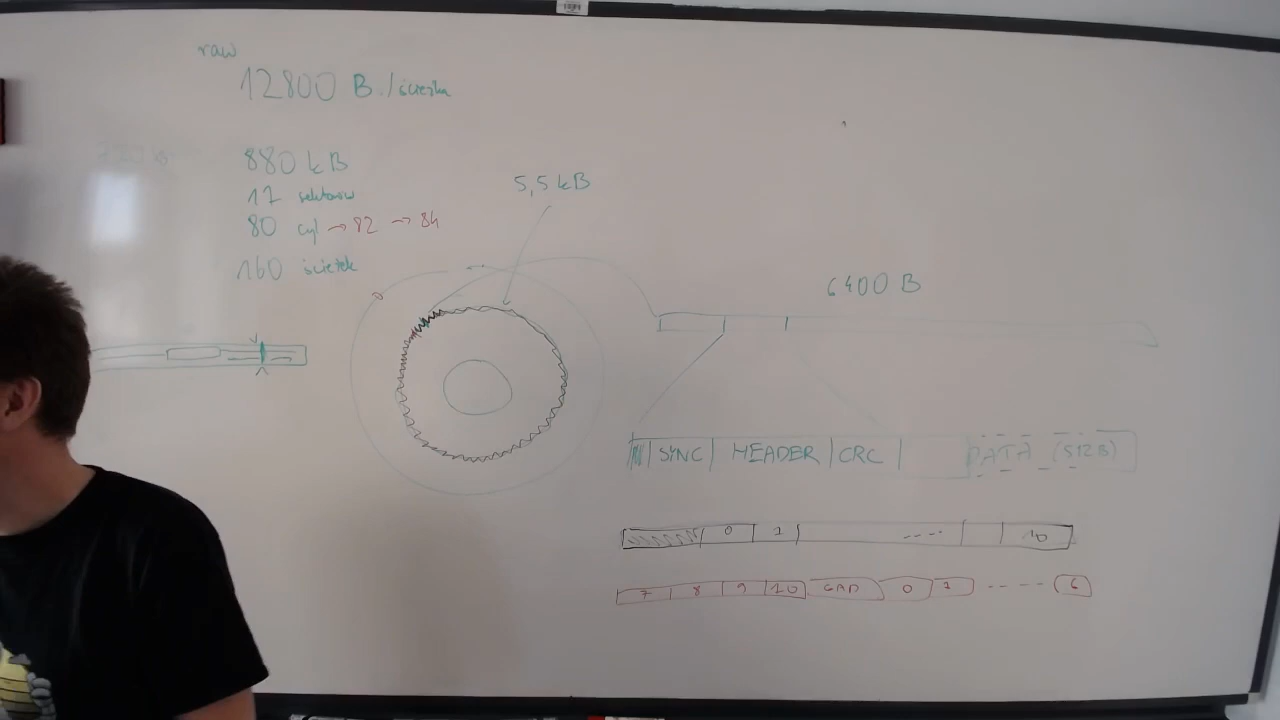 raw
12800 B./ścieżka
880 kB
11 sektorów
80 cyl → 82 → 84
160 ścieżek
5,5 kB
6400 B
SYNC HEADER CRC DATA (512B)
0 1 ---- 10
7 8 9 10 GAP 0 1 ---- 6